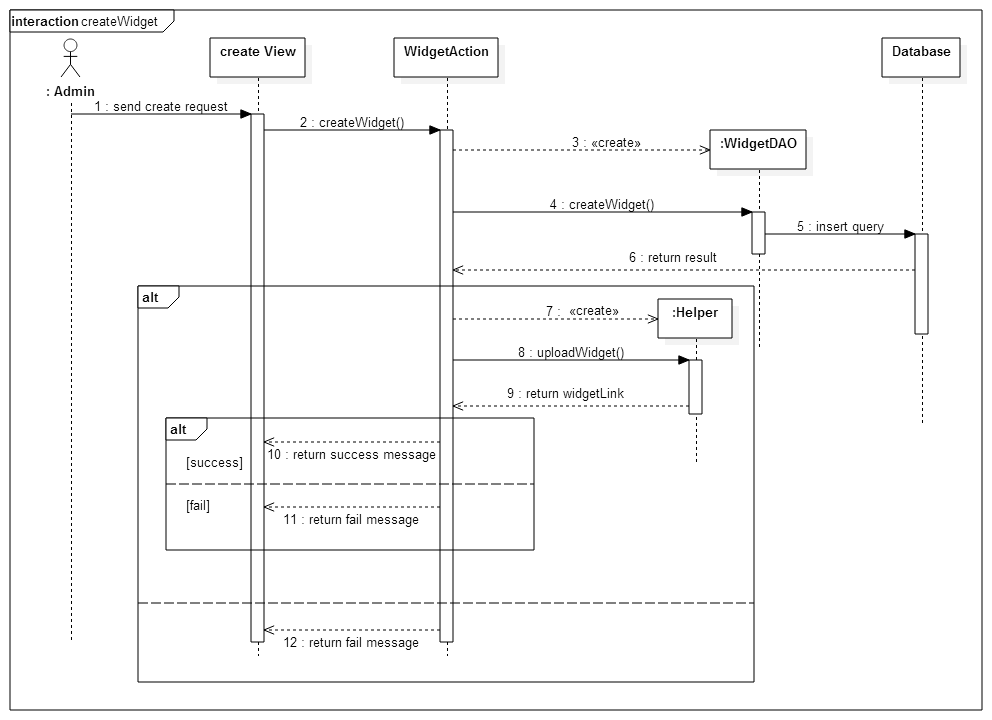 interaction createWidget
create View
WidgetAction
Database
: Admin
1 : send create request
2 : createWidget()
3 : «create»
:WidgetDAO
4 : createWidget()
5 : insert query
6 : return result
alt
7 : «create»
:Helper
8 : uploadWidget()
9 : return widgetLink
alt
10 : return success message
[success]
[fail]
11 : return fail message
12 : return fail message